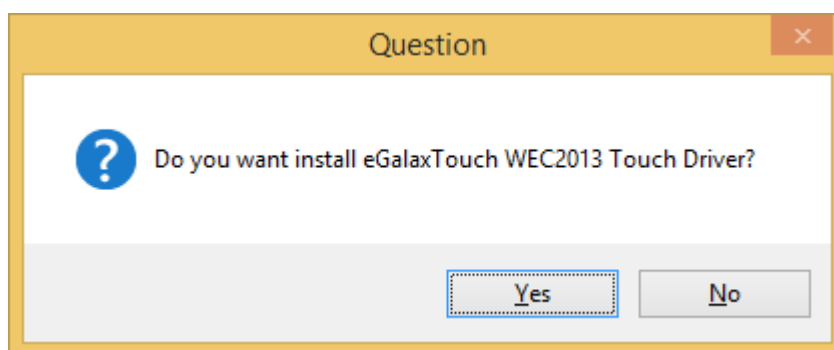 Question
Do you want install eGalaxTouch WEC2013 Touch Driver?
Yes
No